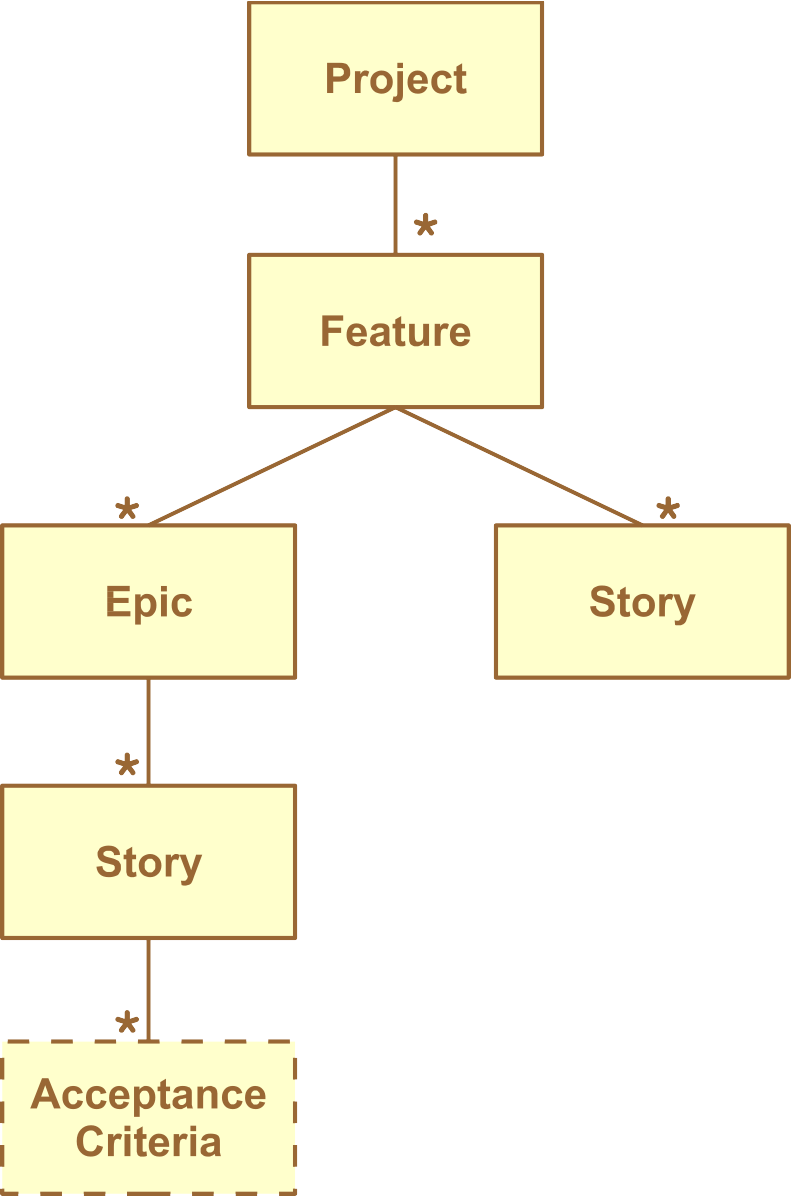 Project
*
Feature
*
*
Epic
Story
*
Story
*
Acceptance
Criteria